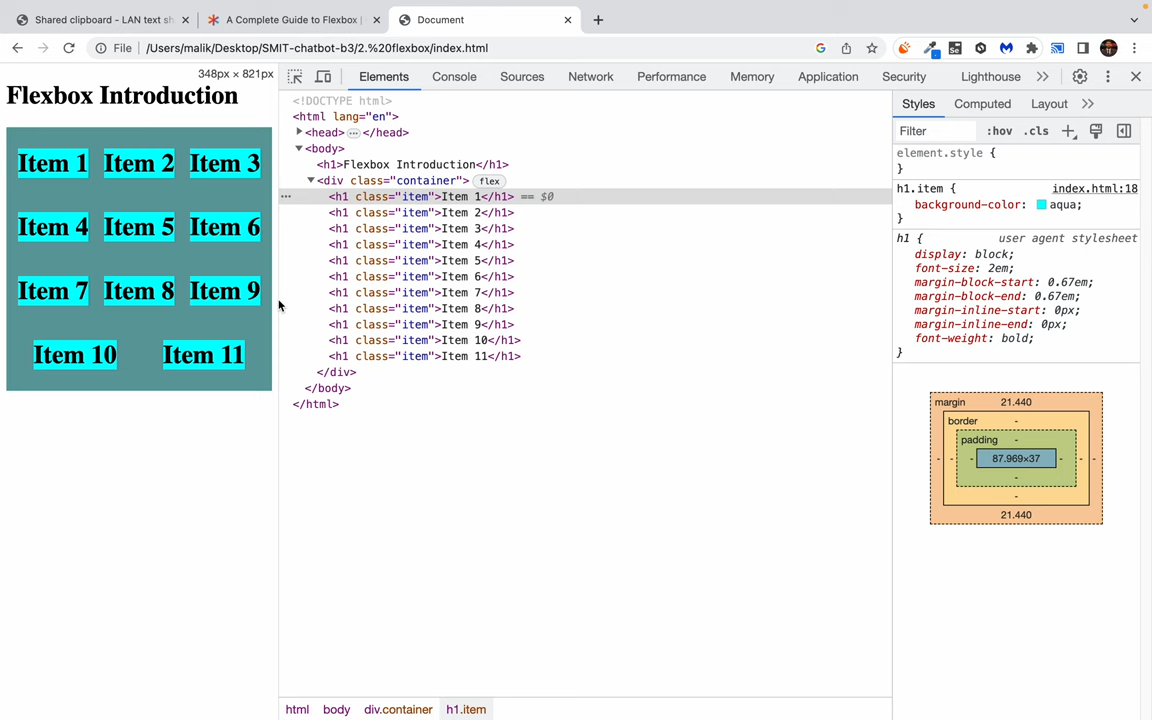 Shared clipboard - LAN text sh
A Complete Guide to Flexbox |
Document
File
/Users/malik/Desktop/SMIT-chatbot-b3/2.%20flexbox/index.html
348px × 821px
Elements
Console
Sources
Network
Performance
Memory
Application
Security
Lighthouse
Flexbox Introduction
Item 1 Item 2 Item 3
Item 4 Item 5 Item 6
Item 7 Item 8 Item 9
Item 10 Item 11
<!DOCTYPE html>
<html lang="en">
<head> … </head>
<body>
<h1>Flexbox Introduction</h1>
<div class="container"> flex
<h1 class="item">Item 1</h1> == $0
<h1 class="item">Item 2</h1>
<h1 class="item">Item 3</h1>
<h1 class="item">Item 4</h1>
<h1 class="item">Item 5</h1>
<h1 class="item">Item 6</h1>
<h1 class="item">Item 7</h1>
<h1 class="item">Item 8</h1>
<h1 class="item">Item 9</h1>
<h1 class="item">Item 10</h1>
<h1 class="item">Item 11</h1>
</div>
</body>
</html>
html body div.container h1.item
Styles Computed Layout
Filter :hov .cls
element.style {
}
h1.item { index.html:18
background-color: aqua;
}
h1 { user agent stylesheet
display: block;
font-size: 2em;
margin-block-start: 0.67em;
margin-block-end: 0.67em;
margin-inline-start: 0px;
margin-inline-end: 0px;
font-weight: bold;
}
margin 21.440
border -
padding -
- - - 87.969×37 - - -
-
-
21.440